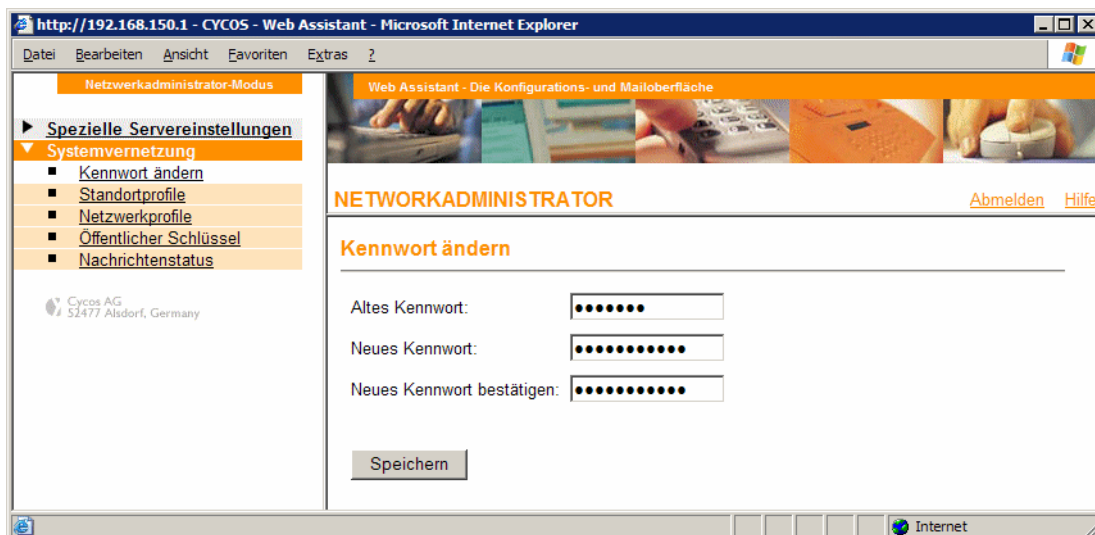 http://192.168.150.1 - CYCOS - Web Assistant - Microsoft Internet Explorer
Datei Bearbeiten Ansicht Favoriten Extras ?
Netzwerkadministrator-Modus
Web Assistant - Die Konfigurations- und Mailoberfläche
Spezielle Servereinstellungen
Systemvernetzung
Kennwort ändern
Standortprofile
Netzwerkprofile
Öffentlicher Schlüssel
Nachrichtenstatus
Cycos AG
52477 Alsdorf, Germany
NETWORKADMINISTRATOR
Abmelden Hilfe
Kennwort ändern
Altes Kennwort: •••••••
Neues Kennwort: •••••••••••
Neues Kennwort bestätigen: •••••••••••
Speichern
Internet